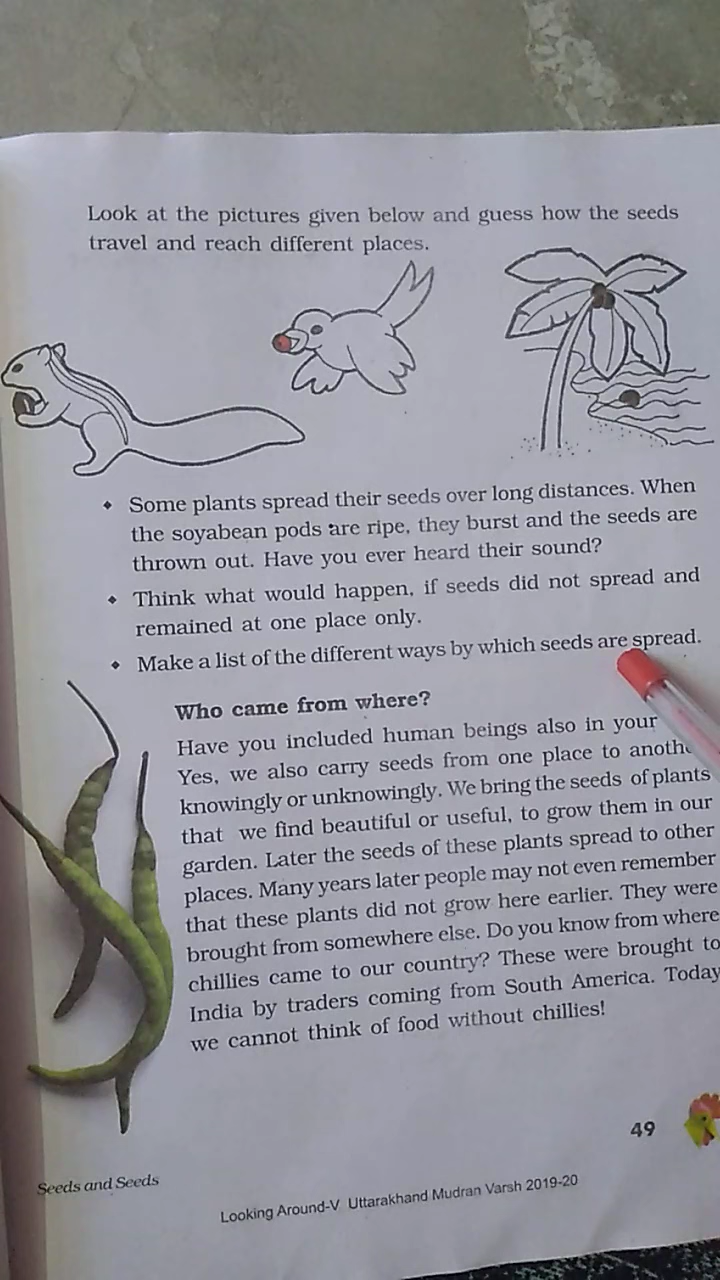 Look at the pictures given below and guess how the seeds
travel and reach different places.
Some plants spread their seeds over long distances. When
the soyabean pods are ripe, they burst and the seeds are
thrown out. Have you ever heard their sound?
Think what would happen, if seeds did not spread and
remained at one place only.
Make a list of the different ways by which seeds are spread.
Who came from where?
Have you included human beings also in your
Yes, we also carry seeds from one place to
knowingly or unknowingly. We bring the seeds of plants
that we find beautiful or useful, to grow them in our
garden. Later the seeds of these plants spread to other
places. Many years later people may not even remember
that these plants did not grow here earlier. They were
brought from somewhere else. Do you know from where
chillies came to our country? These were brought to
India by traders coming from South America. Today
we cannot think of food without chillies!
49
Seeds and Seeds
Looking Around-V Uttarakhand Mudran Varsh 2019-20